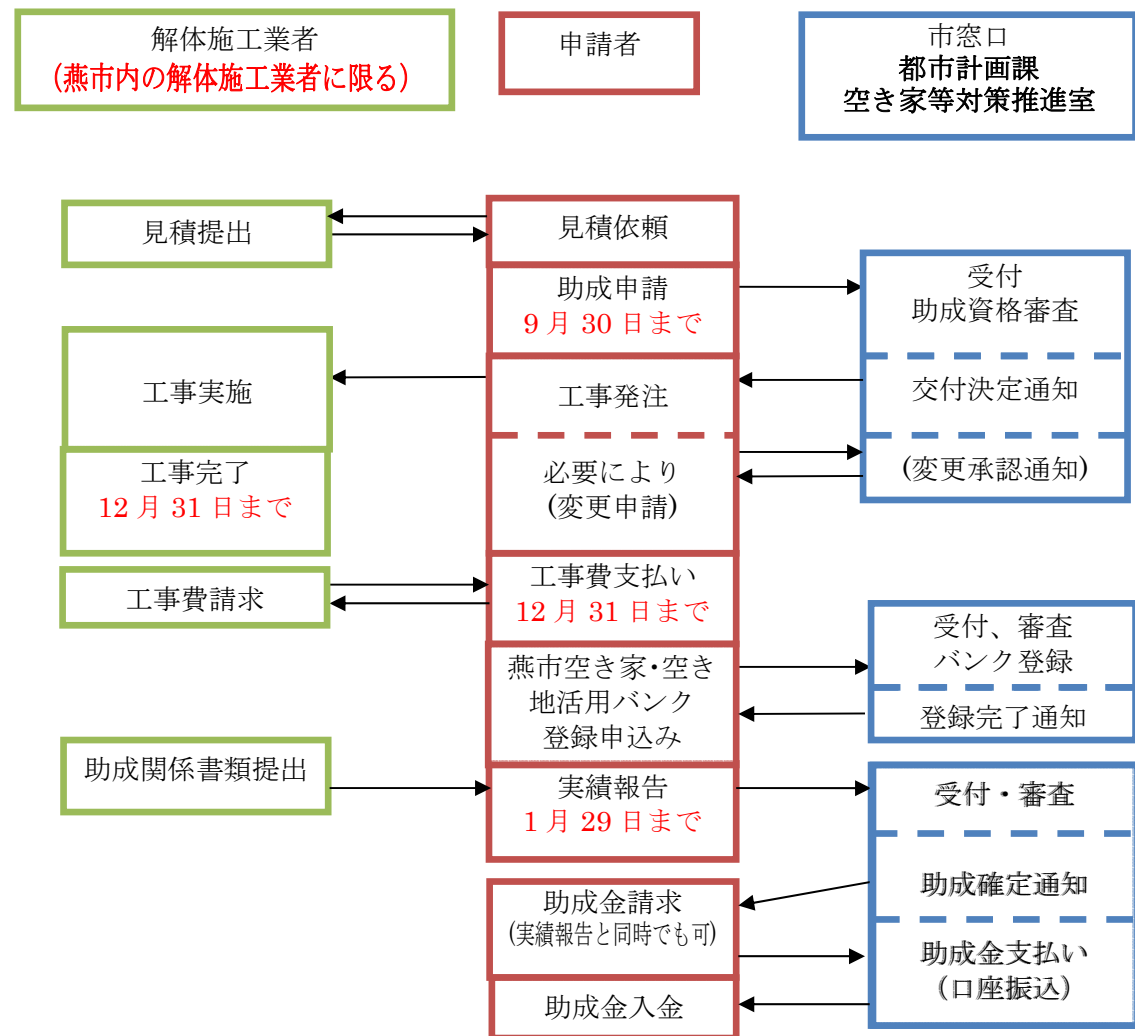 解体施工業者
(燕市内の解体施工業者に限る)
申請者
市窓口
都市計画課
空き家等対策推進室
見積提出
見積依頼
助成申請
9月30日まで
受付
助成資格審査
工事実施
工事発注
交付決定通知
工事完了
12月31日まで
必要により
(変更申請)
(変更承認通知)
工事費請求
工事費支払い
12月31日まで
燕市空き家・空き
地活用バンク
登録申込み
受付、審査
バンク登録
登録完了通知
助成関係書類提出
実績報告
1月29日まで
受付・審査
助成確定通知
助成金請求
(実績報告と同時でも可)
助成金支払い
(口座振込)
助成金入金